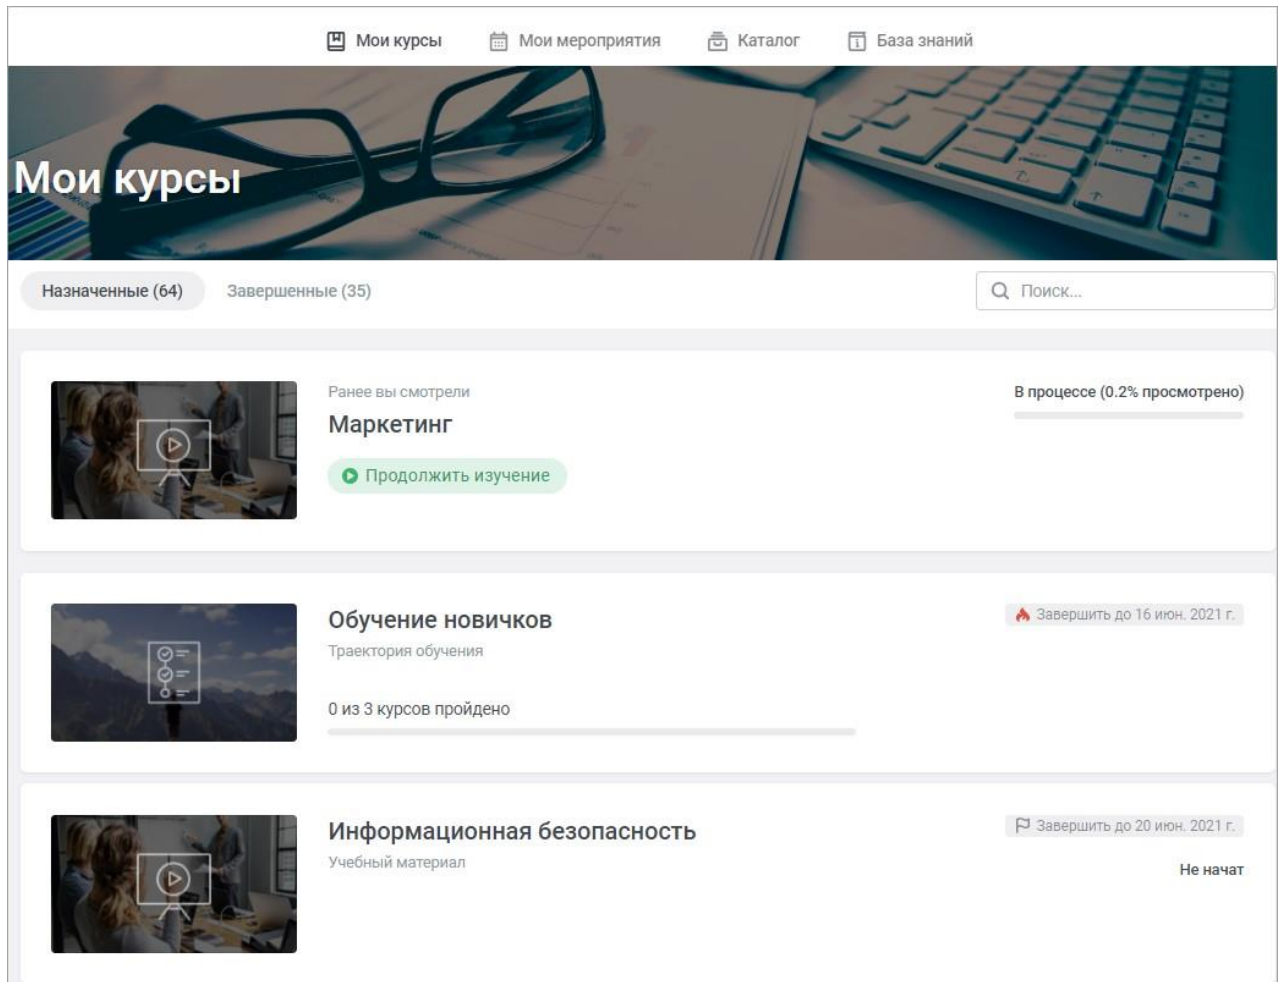 Мои курсы
Мои мероприятия
Каталог
База знаний
Мои курсы
Назначенные (64)
Завершенные (35)
Поиск...
Ранее вы смотрели
В процессе (0.2% просмотрено)
Маркетинг
Продолжить изучение
Обучение новичков
Завершить до 16 июн. 2021 г.
Траектория обучения
0 из 3 курсов пройдено
Информационная безопасность
Завершить до 20 июн. 2021 г.
Учебный материал
Не начат